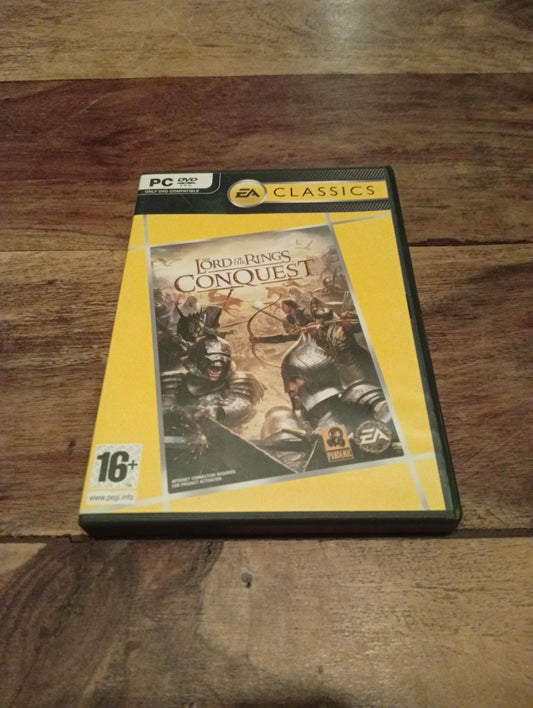 PC DVD
ROM
ONLY DVD COMPATIBLE
EA CLASSICS
THE LORD OF THE RINGS
CONQUEST
PANDEMIC
EA
INTERNET CONNECTION REQUIRED
FOR PRODUCT ACTIVATION
16+
www.pegi.info